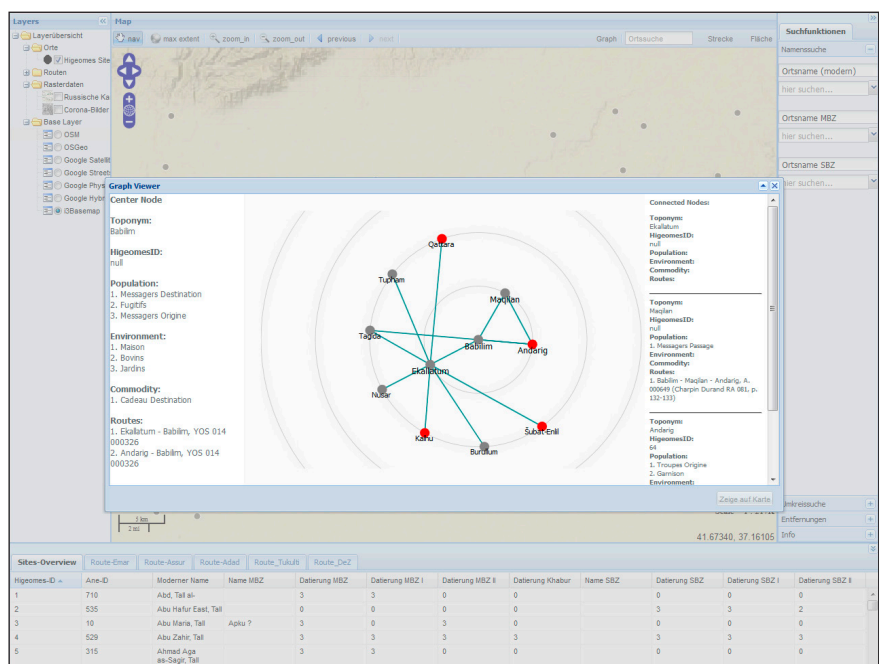 Layers
Map
Suchfunktionen
Layerübersicht
Orte
Higeomes Site
Routen
Rasterdaten
Russische Ka
Corona-Bilder
Base Layer
OSM
OSGeo
Google Satellit
Google Street
Google Phys
Google Hybr
i3Basemap
nav max extent zoom_in zoom_out previous next Graph Ortssuche Strecke Fläche
Namenssuche
Ortsname (modern)
hier suchen...
Ortsname MBZ
hier suchen...
Ortsname SBZ
hier suchen...
Graph Viewer
Center Node
Toponym:
Babilim
HigeomesID:
null
Population:
1. Messagers Destination
2. Fugitifs
3. Messagers Origine
Environment:
1. Maison
2. Bovins
3. Jardins
Commodity:
1. Cadeau Destination
Routes:
1. Ekallatum - Babilim, YOS 014
000326
2. Andarig - Babilim, YOS 014
000326
Qattara
Tupham
Maqilan
Tagda
Babilim
Andarig
Ekallatum
Nusar
Kalhu
Šubat-Enlil
Burullum
Connected Nodes:
Toponym:
Ekallatum
HigeomesID:
null
Population:
Environment:
Commodity:
Routes:
Toponym:
Maqilan
HigeomesID:
null
Population:
1. Messagers Passage
Environment:
Commodity:
Routes:
1. Babilim - Maqilan - Andarig, A.
000649 (Charpin Durand RA 081, p.
132-133)
Toponym:
Andarig
HigeomesID:
64
Population:
1. Troupes Origine
2. Garnison
Environment:
Zeige auf Karte
5 km
2 mi
41.67340, 37.16105
Umkreissuche
Entfernungen
Info
Sites-Overview Route-Emar Route-Assur Route-Adad Route_Tukulti Route_DeZ
Higeomes-ID Ane-ID Moderner Name Name MBZ Datierung MBZ Datierung MBZ I Datierung MBZ II Datierung Khabur Name SBZ Datierung SBZ Datierung SBZ I Datierung SBZ II
1 710 Abd, Tall al- 3 3 0 0 0 0 0
2 535 Abu Hafur East, Tall 0 0 0 0 3 3 2
3 10 Abu Maria, Tall Apku ? 3 0 3 0 0 0 0
4 529 Abu Zahir, Tall 3 3 3 3 3 3 3
5 315 Ahmad Aga 3 3 0 0 0 0 0
as-Sagir, Tall